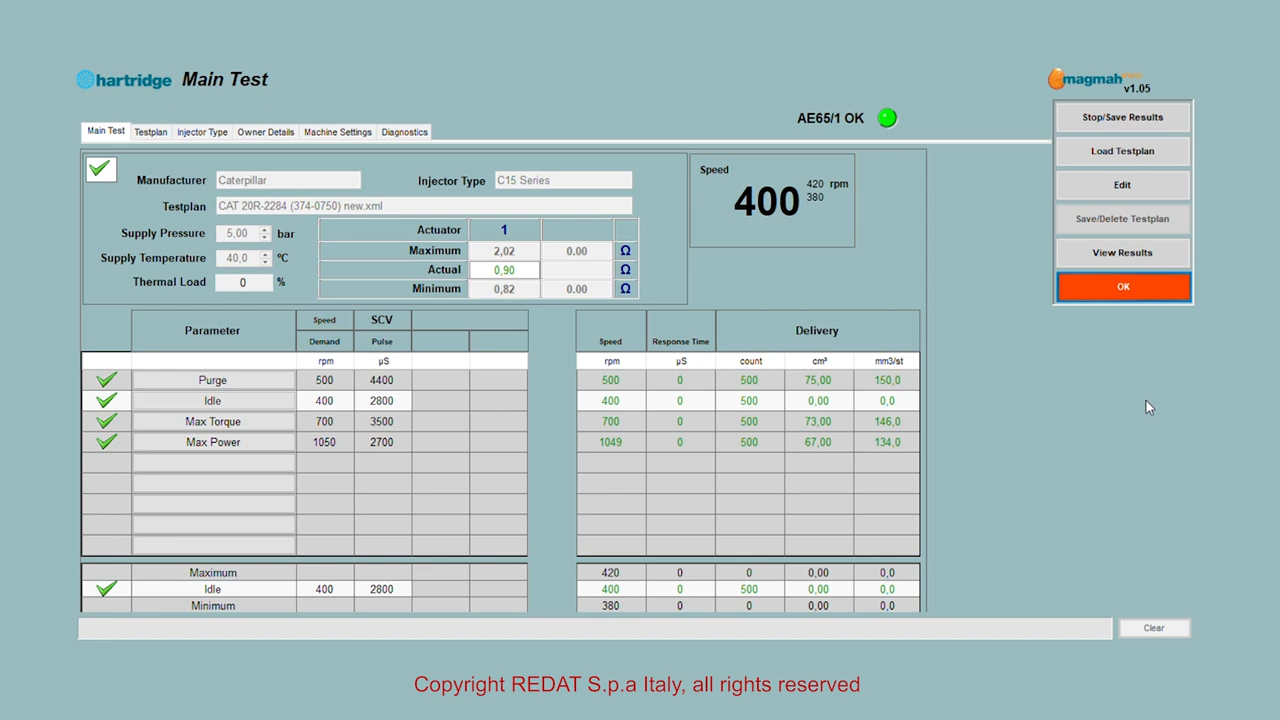 hartridge Main Test
magmah
v1.05
AE65/1 OK
Main Test Testplan Injector Type Owner Details Machine Settings Diagnostics
Stop/Save Results
Load Testplan
Edit
Save/Delete Testplan
View Results
OK
Manufacturer Caterpillar Injector Type C15 Series
Testplan CAT 20R-2284 (374-0750) new.xml
Supply Pressure 5,00 bar
Supply Temperature 40,0 ºC
Thermal Load 0 %
Actuator 1
Maximum 2,02 0.00 Ω
Actual 0,90 Ω
Minimum 0,82 0.00 Ω
Speed
400 420 rpm
380
Parameter Speed SCV Delivery
Demand Pulse Speed Response Time
rpm µS rpm µS count cm³ mm3/st
Purge 500 4400 500 0 500 75,00 150,0
Idle 400 2800 400 0 500 0,00 0,0
Max Torque 700 3500 700 0 500 73,00 146,0
Max Power 1050 2700 1049 0 500 67,00 134,0
Maximum 420 0 0 0,00 0,0
Idle 400 2800 400 0 500 0,00 0,0
Minimum 380 0 0 0,00 0,0
Clear
Copyright REDAT S.p.a Italy, all rights reserved